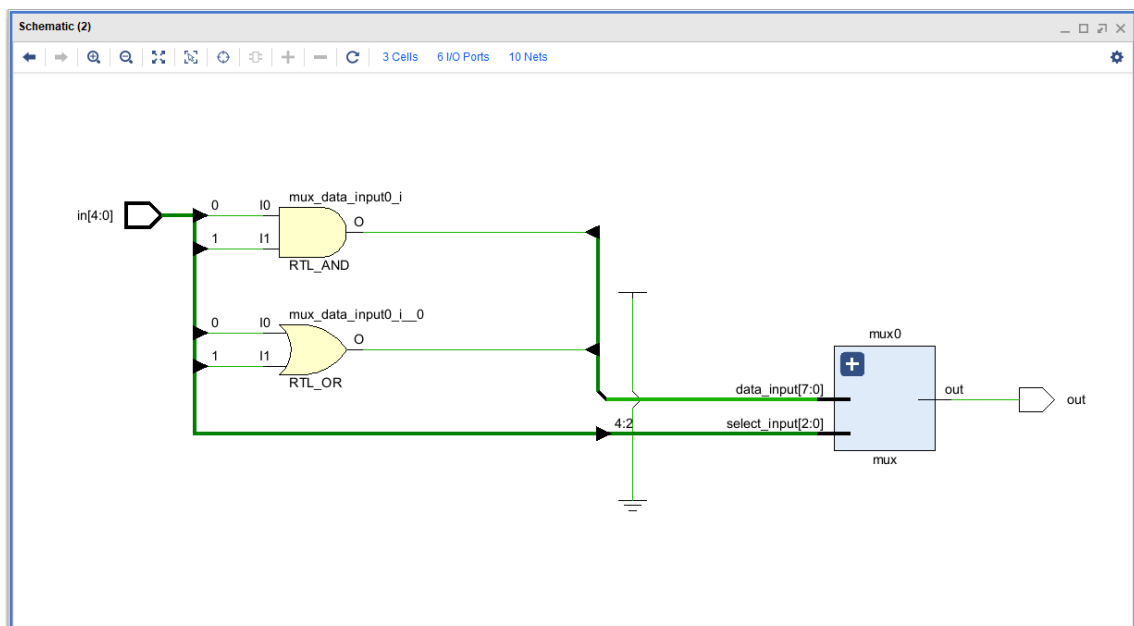 Schematic (2)
3 Cells 6 I/O Ports 10 Nets
in[4:0]
mux_data_input0_i
0 I0
O
1 I1
RTL_AND
mux_data_input0_i__0
0 I0
O
1 I1
RTL_OR
mux0
data_input[7:0]
out
out
4:2
select_input[2:0]
mux